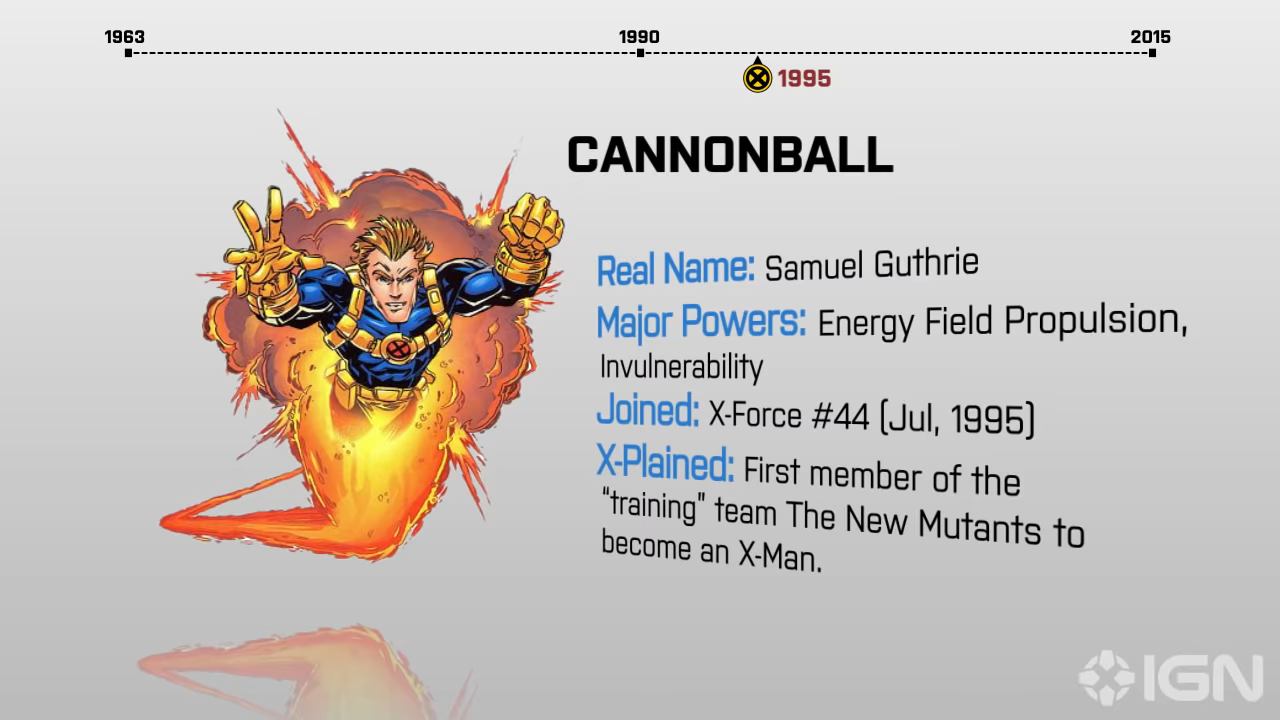 1963 1990 2015
1995
CANNONBALL
Real Name: Samuel Guthrie
Major Powers: Energy Field Propulsion,
Invulnerability
Joined: X-Force #44 (Jul, 1995)
X-Plained: First member of the
"training" team The New Mutants to
become an X-Man.
IGN